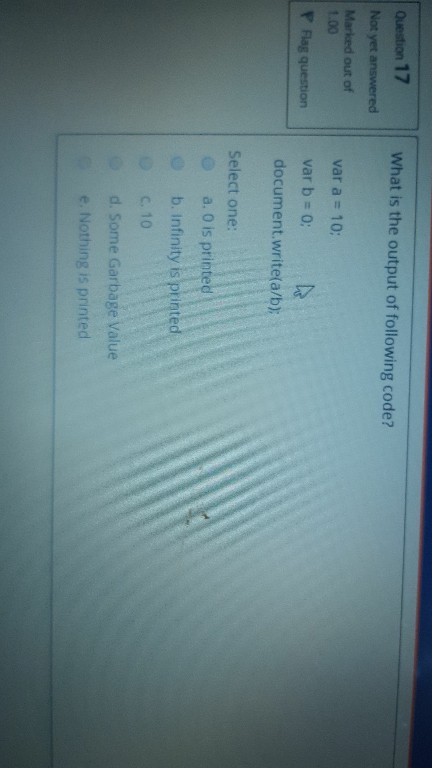 Question 17
Not yet answered
Marked out of
1.00
Flag question
What is the output of following code?
var a = 10;
var b = 0;
document.write(a/b);
Select one:
a. 0 is printed
b. Infinity is printed
c. 10
d. Some Garbage Value
e. Nothing is printed